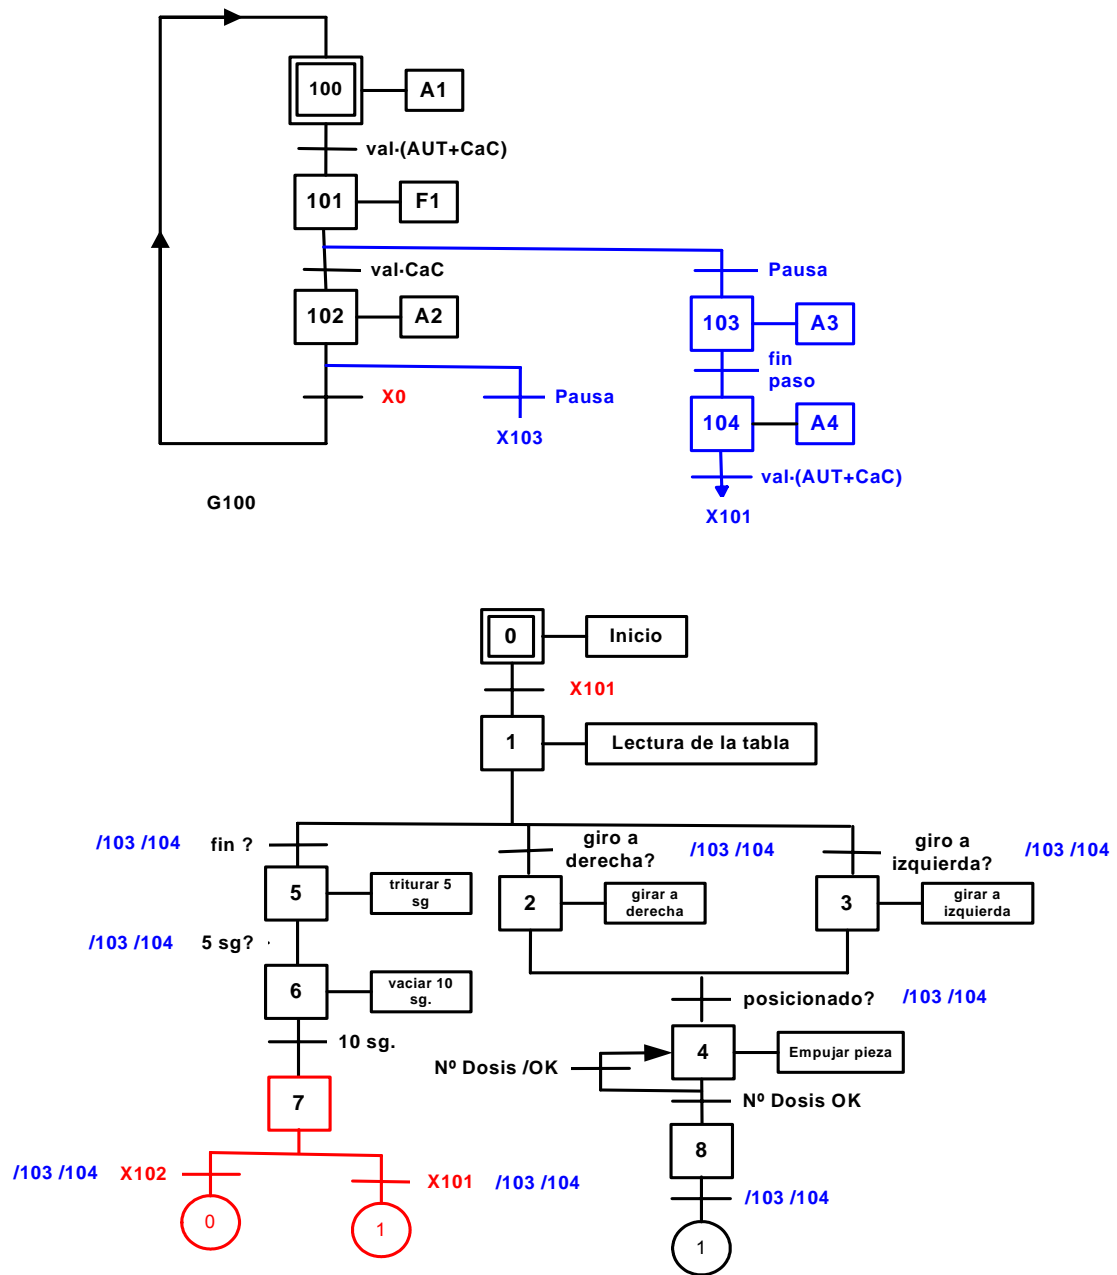 100
A1
val·(AUT+CaC)
101
F1
val·CaC
Pausa
102
A2
103
A3
fin
paso
X0
Pausa
104
A4
X103
val·(AUT+CaC)
G100
X101
0
Inicio
X101
1
Lectura de la tabla
/103 /104
fin ?
giro a
derecha?
/103 /104
giro a
izquierda?
/103 /104
5
triturar 5
sg
2
girar a
derecha
3
girar a
izquierda
/103 /104
5 sg?
6
vaciar 10
sg.
posicionado?
/103 /104
10 sg.
Nº Dosis /OK
4
Empujar pieza
7
Nº Dosis OK
8
/103 /104
X102
X101
/103 /104
/103 /104
0
1
1